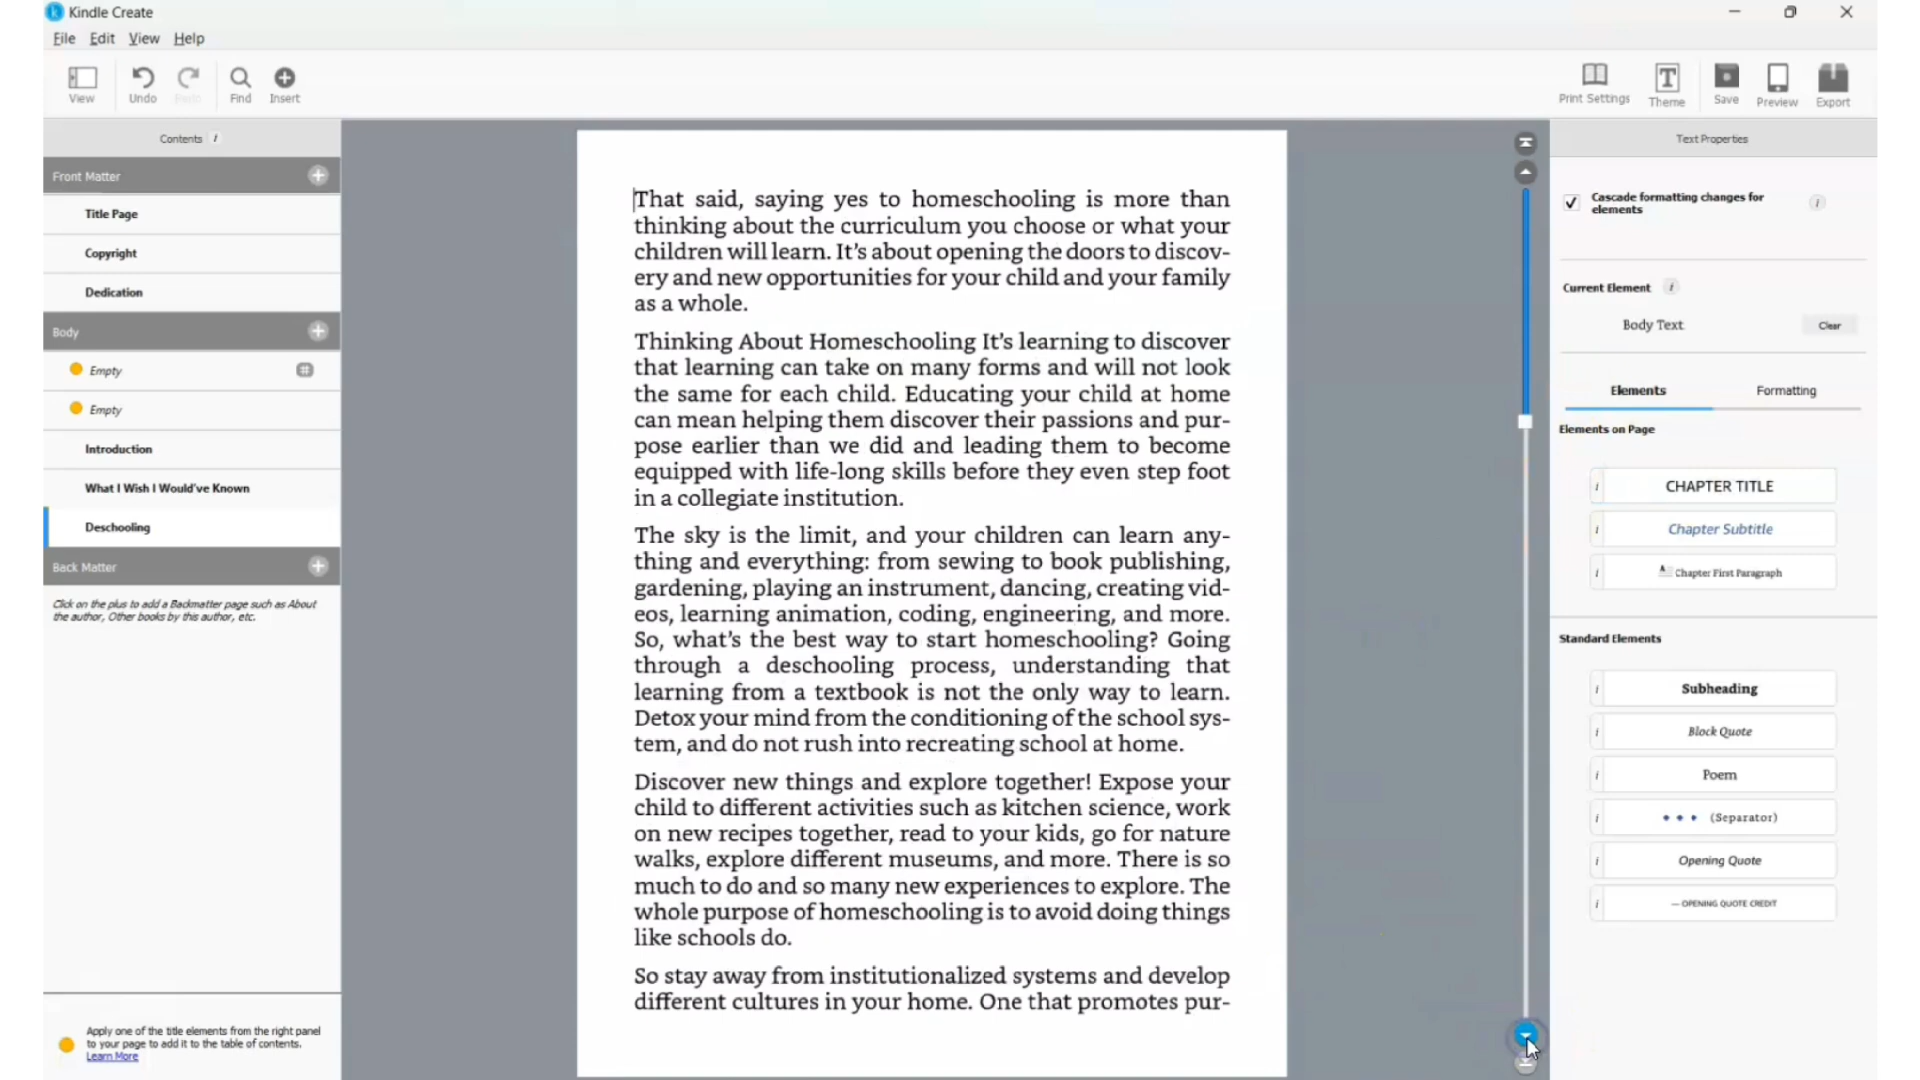 Kindle Create
File Edit View Help
View Undo Redo Find Insert Print Settings Theme Save Preview Export
Contents i
Front Matter
Title Page
Copyright
Dedication
Body
Empty #
Empty
Introduction
What I Wish I Would've Known
Deschooling
Back Matter
Click on the plus to add a Backmatter page such as About
the author, Other books by this author, etc.
Apply one of the title elements from the right panel
to your page to add it to the table of contents.
Learn More
That said, saying yes to homeschooling is more than
thinking about the curriculum you choose or what your
children will learn. It's about opening the doors to discov-
ery and new opportunities for your child and your family
as a whole.
Thinking About Homeschooling It's learning to discover
that learning can take on many forms and will not look
the same for each child. Educating your child at home
can mean helping them discover their passions and pur-
pose earlier than we did and leading them to become
equipped with life-long skills before they even step foot
in a collegiate institution.
The sky is the limit, and your children can learn any-
thing and everything: from sewing to book publishing,
gardening, playing an instrument, dancing, creating vid-
eos, learning animation, coding, engineering, and more.
So, what's the best way to start homeschooling? Going
through a deschooling process, understanding that
learning from a textbook is not the only way to learn.
Detox your mind from the conditioning of the school sys-
tem, and do not rush into recreating school at home.
Discover new things and explore together! Expose your
child to different activities such as kitchen science, work
on new recipes together, read to your kids, go for nature
walks, explore different museums, and more. There is so
much to do and so many new experiences to explore. The
whole purpose of homeschooling is to avoid doing things
like schools do.
So stay away from institutionalized systems and develop
different cultures in your home. One that promotes pur-
Text Properties
Cascade formatting changes for
elements i
Current Element i
Body Text Clear
Elements Formatting
Elements on Page
i CHAPTER TITLE
i Chapter Subtitle
i A Chapter First Paragraph
Standard Elements
i Subheading
i Block Quote
i Poem
i (Separator)
i Opening Quote
i — OPENING QUOTE CREDIT